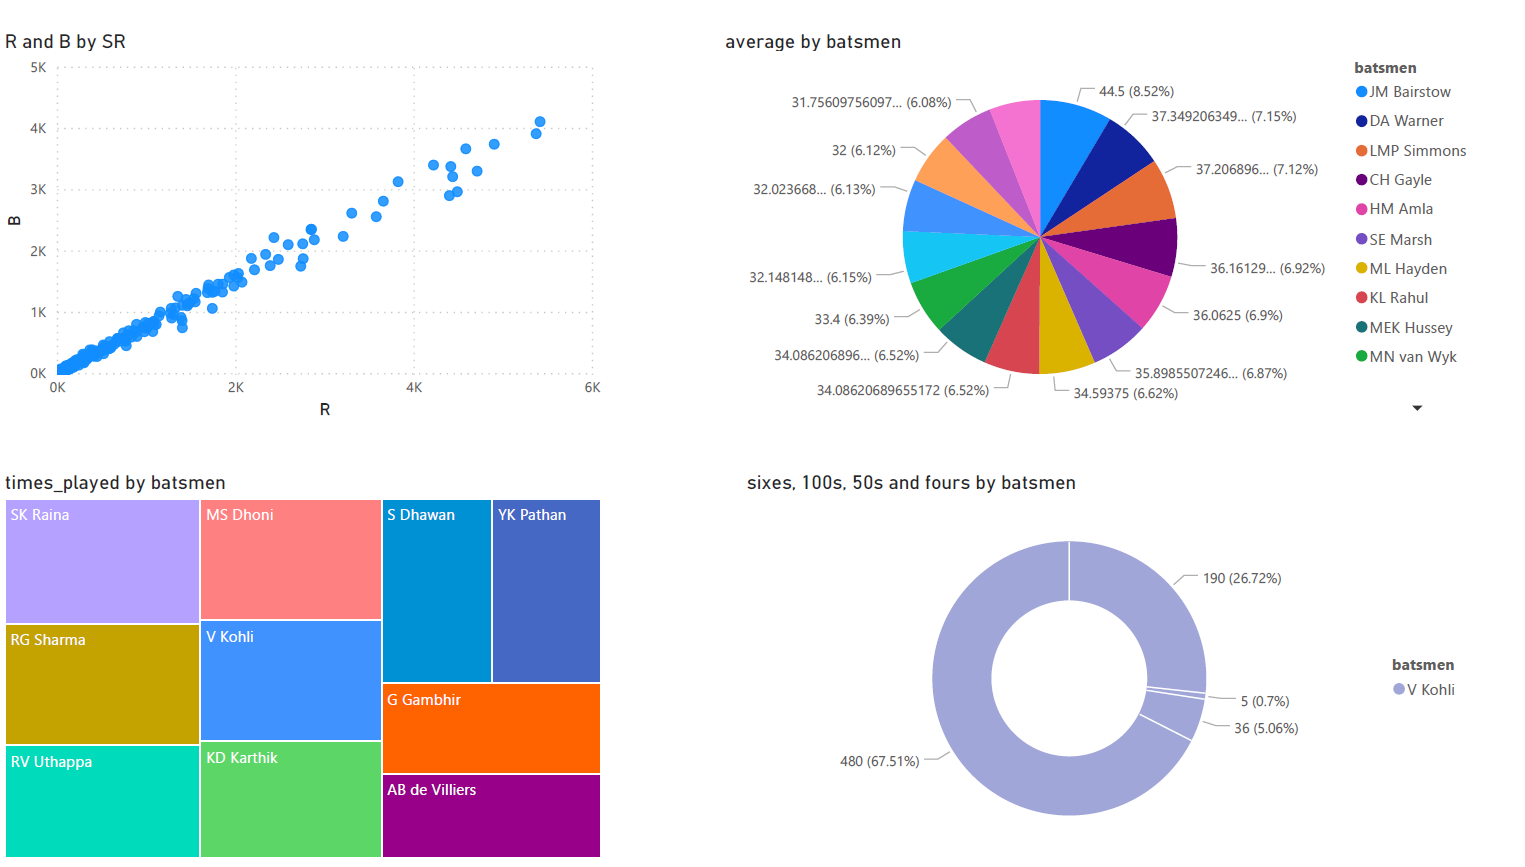 R and B by SR
5K
4K
3K
2K
1K
0K
B
0K
2K
4K
6K
R
average by batsmen
44.5 (8.52%)
37.349206349... (7.15%)
37.206896... (7.12%)
36.16129... (6.92%)
36.0625 (6.9%)
35.8985507246... (6.87%)
34.59375 (6.62%)
34.08620689655172 (6.52%)
34.086206896... (6.52%)
33.4 (6.39%)
32.148148... (6.15%)
32.023668... (6.13%)
32 (6.12%)
31.75609756097... (6.08%)
batsmen
JM Bairstow
DA Warner
LMP Simmons
CH Gayle
HM Amla
SE Marsh
ML Hayden
KL Rahul
MEK Hussey
MN van Wyk
times_played by batsmen
SK Raina
RG Sharma
RV Uthappa
MS Dhoni
V Kohli
KD Karthik
S Dhawan
YK Pathan
G Gambhir
AB de Villiers
sixes, 100s, 50s and fours by batsmen
190 (26.72%)
5 (0.7%)
36 (5.06%)
480 (67.51%)
batsmen
V Kohli